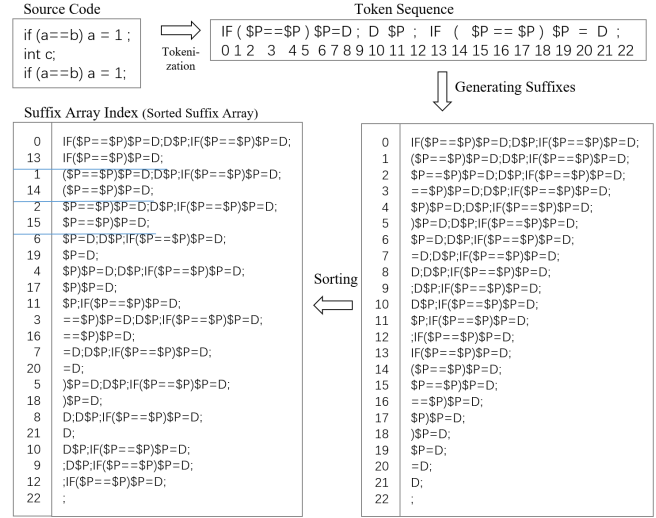 Source Code
if (a==b) a = 1 ;
int c;
if (a==b) a = 1;
Tokeni-
zation
Token Sequence
IF ( $P==$P) $P=D ; D $P ; IF ( $P == $P ) $P = D ;
0 1 2 3 4 5 6 7 8 9 10 11 12 13 14 15 16 17 18 19 20 21 22
Generating Suffixes
Suffix Array Index (Sorted Suffix Array)
0 IF($P==$P)$P=D;D$P;IF($P==$P)$P=D;
13 IF($P==$P)$P=D;
1 ($P==$P)$P=D;D$P;IF($P==$P)$P=D;
14 ($P==$P)$P=D;
2 $P==$P)$P=D;D$P;IF($P==$P)$P=D;
15 $P==$P)$P=D;
6 $P=D;D$P;IF($P==$P)$P=D;
19 $P=D;
4 $P)$P=D;D$P;IF($P==$P)$P=D;
17 $P)$P=D;
11 $P;IF($P==$P)$P=D;
3 ==$P)$P=D;D$P;IF($P==$P)$P=D;
16 ==$P)$P=D;
7 =D;D$P;IF($P==$P)$P=D;
20 =D;
5 )$P=D;D$P;IF($P==$P)$P=D;
18 )$P=D;
8 D;D$P;IF($P==$P)$P=D;
21 D;
10 D$P;IF($P==$P)$P=D;
9 ;D$P;IF($P==$P)$P=D;
12 ;IF($P==$P)$P=D;
22 ;
Sorting
0 IF($P==$P)$P=D;D$P;IF($P==$P)$P=D;
1 ($P==$P)$P=D;D$P;IF($P==$P)$P=D;
2 $P==$P)$P=D;D$P;IF($P==$P)$P=D;
3 ==$P)$P=D;D$P;IF($P==$P)$P=D;
4 $P)$P=D;D$P;IF($P==$P)$P=D;
5 )$P=D;D$P;IF($P==$P)$P=D;
6 $P=D;D$P;IF($P==$P)$P=D;
7 =D;D$P;IF($P==$P)$P=D;
8 D;D$P;IF($P==$P)$P=D;
9 ;D$P;IF($P==$P)$P=D;
10 D$P;IF($P==$P)$P=D;
11 $P;IF($P==$P)$P=D;
12 ;IF($P==$P)$P=D;
13 IF($P==$P)$P=D;
14 ($P==$P)$P=D;
15 $P==$P)$P=D;
16 ==$P)$P=D;
17 $P)$P=D;
18 )$P=D;
19 $P=D;
20 =D;
21 D;
22 ;